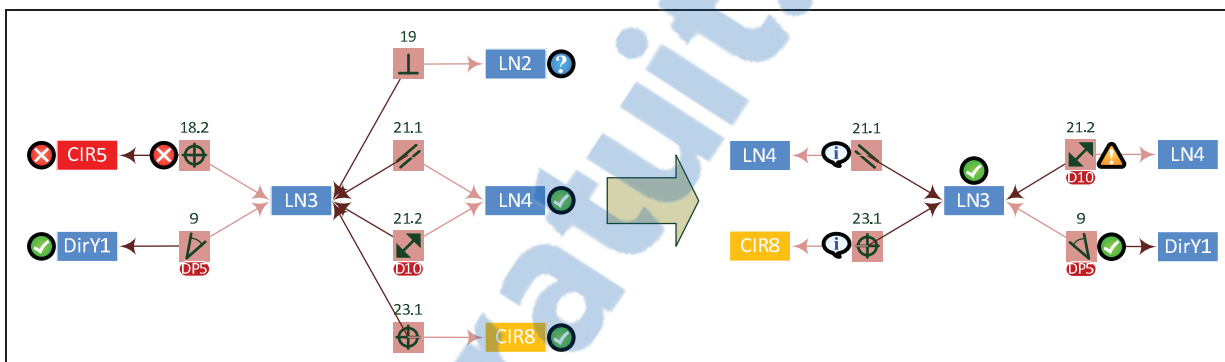 19
LN2
?
18.2
21.1
21.1
21.2
CIR5
LN4
i
LN4
LN3
LN4
LN3
9
21.2
D10
23.1
9
DirY1
CIR8
i
DirY1
DP5
D10
DP5
23.1
CIR8
ratuit.